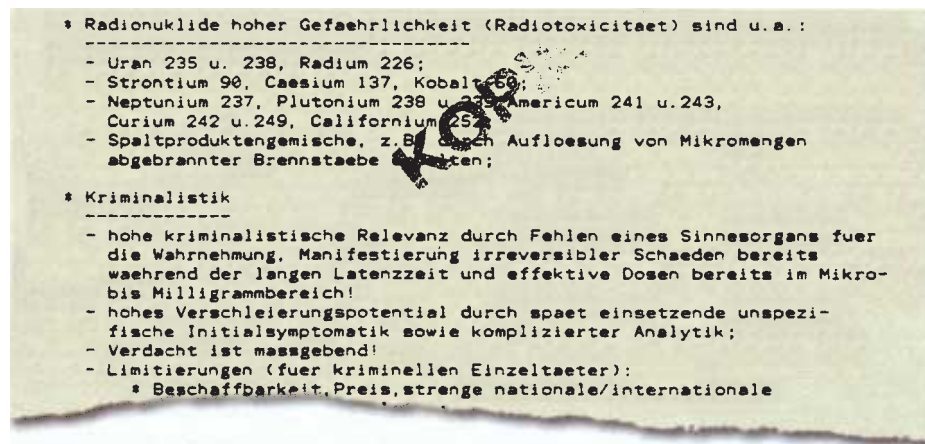 * Radionuklide hoher Gefaehrlichkeit (Radiotoxicitaet) sind u.a.:
- Uran 235 u. 238, Radium 226;
- Strontium 90, Caesium 137, Kobalt 60;
- Neptunium 237, Plutonium 238 u. 239, Americum 241 u.243,
Curium 242 u.249, Californium 252
- Spaltproduktengemische, z.B. durch Aufloesung von Mikromengen
abgebrannter Brennstaebe
* Kriminalistik
- hohe kriminalistische Relevanz durch Fehlen eines Sinnesorgans fuer
die Wahrnehmung, Manifestierung irreversibler Schaeden bereits
waehrend der langen Latenzzeit und effektive Dosen bereits im Mikro-
bis Milligrammbereich!
- hohes Verschleierungspotential durch spaet einsetzende unspezi-
fische Initialsymptomatik sowie komplizierter Analytik;
- Verdacht ist massgebend!
- Limitierungen (fuer kriminellen Einzeltaeter):
* Beschaffbarkeit,Preis,strenge nationale/internationale